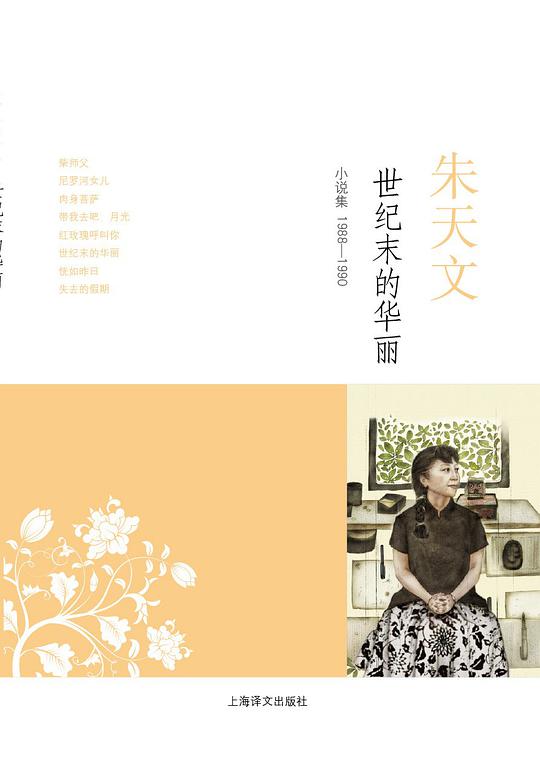 朱天文
世纪末的华丽
小说集 1988—1990
柴师父
尼罗河女儿
肉身菩萨
带我去吧，月光
红玫瑰呼叫你
世纪末的华丽
恍如昨日
失去的假期
上海译文出版社